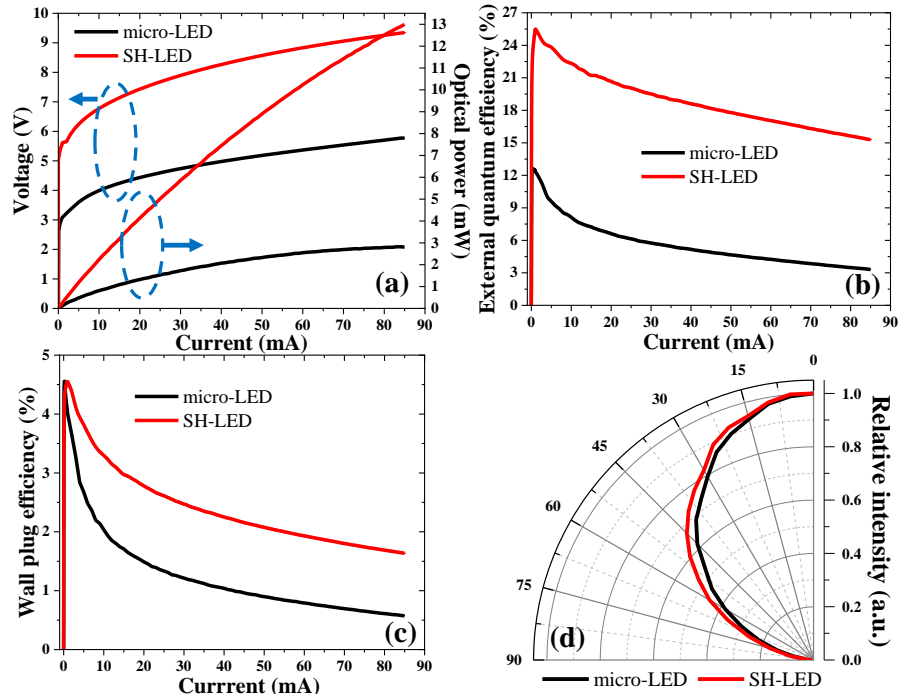 micro-LED
SH-LED
Voltage (V)
10
9
8
7
6
5
4
3
2
1
0
Optical power (mW)
13
12
11
10
9
8
7
6
5
4
3
2
1
0
(a)
0 10 20 30 40 50 60 70 80 90
Current (mA)
External quantum effieiency (%)
27
24
21
18
15
12
9
6
3
0
micro-LED
SH-LED
(b)
0 10 20 30 40 50 60 70 80 90
Current (mA)
Wall plug efficiency (%)
5
4
3
2
1
0
micro-LED
SH-LED
(c)
0 10 20 30 40 50 60 70 80 90
Currrent (mA)
0
15
30
45
60
75
90
Relative intensity (a.u.)
1.0
0.8
0.6
0.4
0.2
0.0
(d)
micro-LED SH-LED